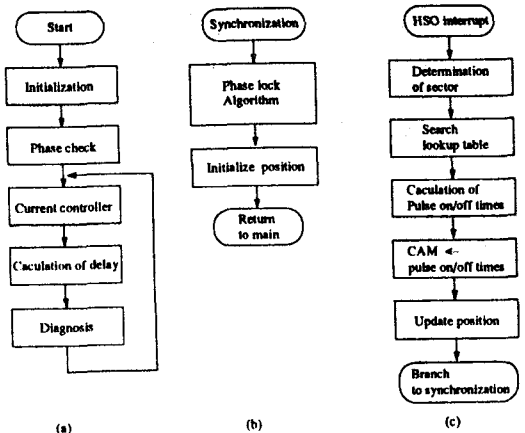 Start
Initialization
Phase check
Current controller
Caculation of delay
Diagnosis
(a)
Synchronization
Phase lock
Algorithm
Initialize position
Return
to main
(b)
HSO interrupt
Determination
of sector
Search
lookup table
Caculation of
Pulse on/off times
CAM ←
pulse on/off times
Update position
Branch
to synchronization
(c)